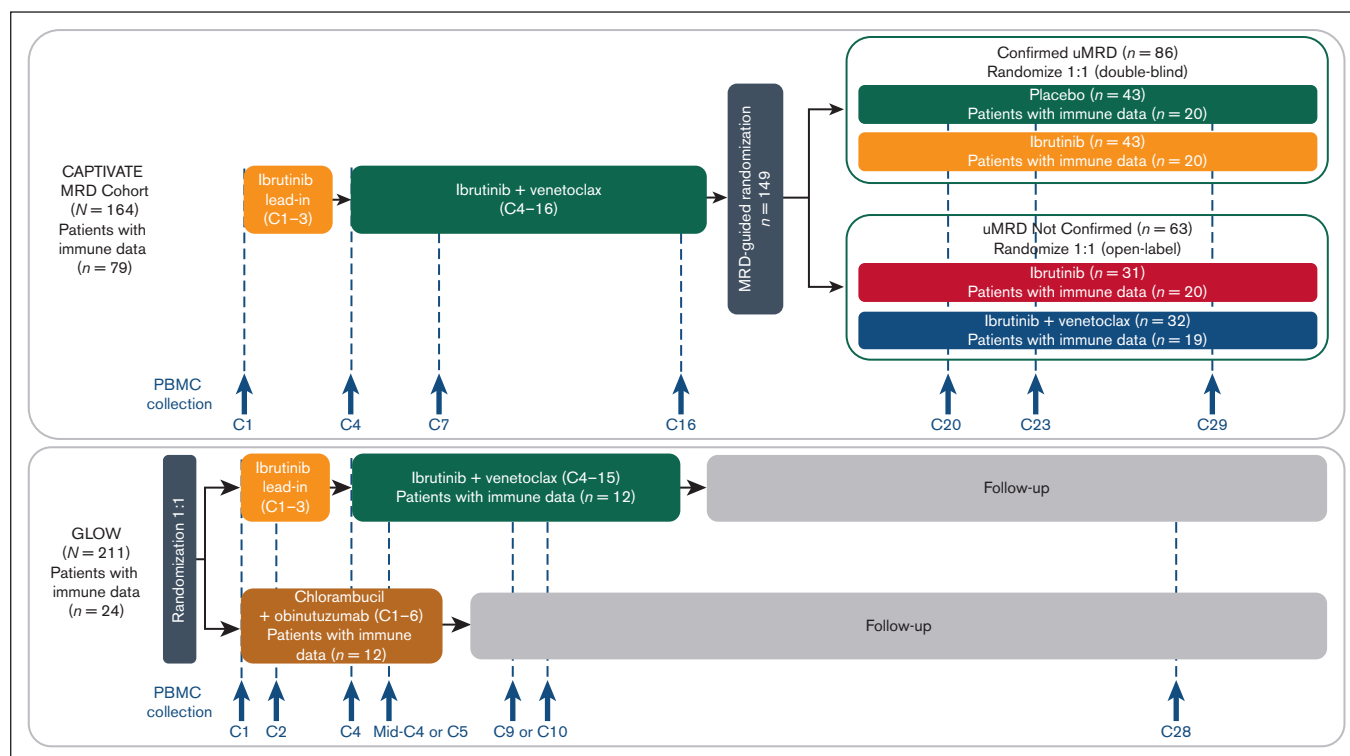 CAPTIVATE
MRD Cohort
(N = 164)
Patients with
immune data
(n = 79)
Ibrutinib
lead-in
(C1–3)
Ibrutinib + venetoclax
(C4–16)
MRD-guided randomization
n = 149
Confirmed uMRD (n = 86)
Randomize 1:1 (double-blind)
Placebo (n = 43)
Patients with immune data (n = 20)
Ibrutinib (n = 43)
Patients with immune data (n = 20)
uMRD Not Confirmed (n = 63)
Randomize 1:1 (open-label)
Ibrutinib (n = 31)
Patients with immune data (n = 20)
Ibrutinib + venetoclax (n = 32)
Patients with immune data (n = 19)
PBMC
collection
C1
C4
C7
C16
C20
C23
C29
GLOW
(N = 211)
Patients with
immune data
(n = 24)
Randomization 1:1
Ibrutinib
lead-in
(C1–3)
Ibrutinib + venetoclax (C4–15)
Patients with immune data (n = 12)
Follow-up
Chlorambucil
+ obinutuzumab (C1–6)
Patients with immune
data (n = 12)
Follow-up
PBMC
collection
C1
C2
C4
Mid-C4 or C5
C9 or C10
C28